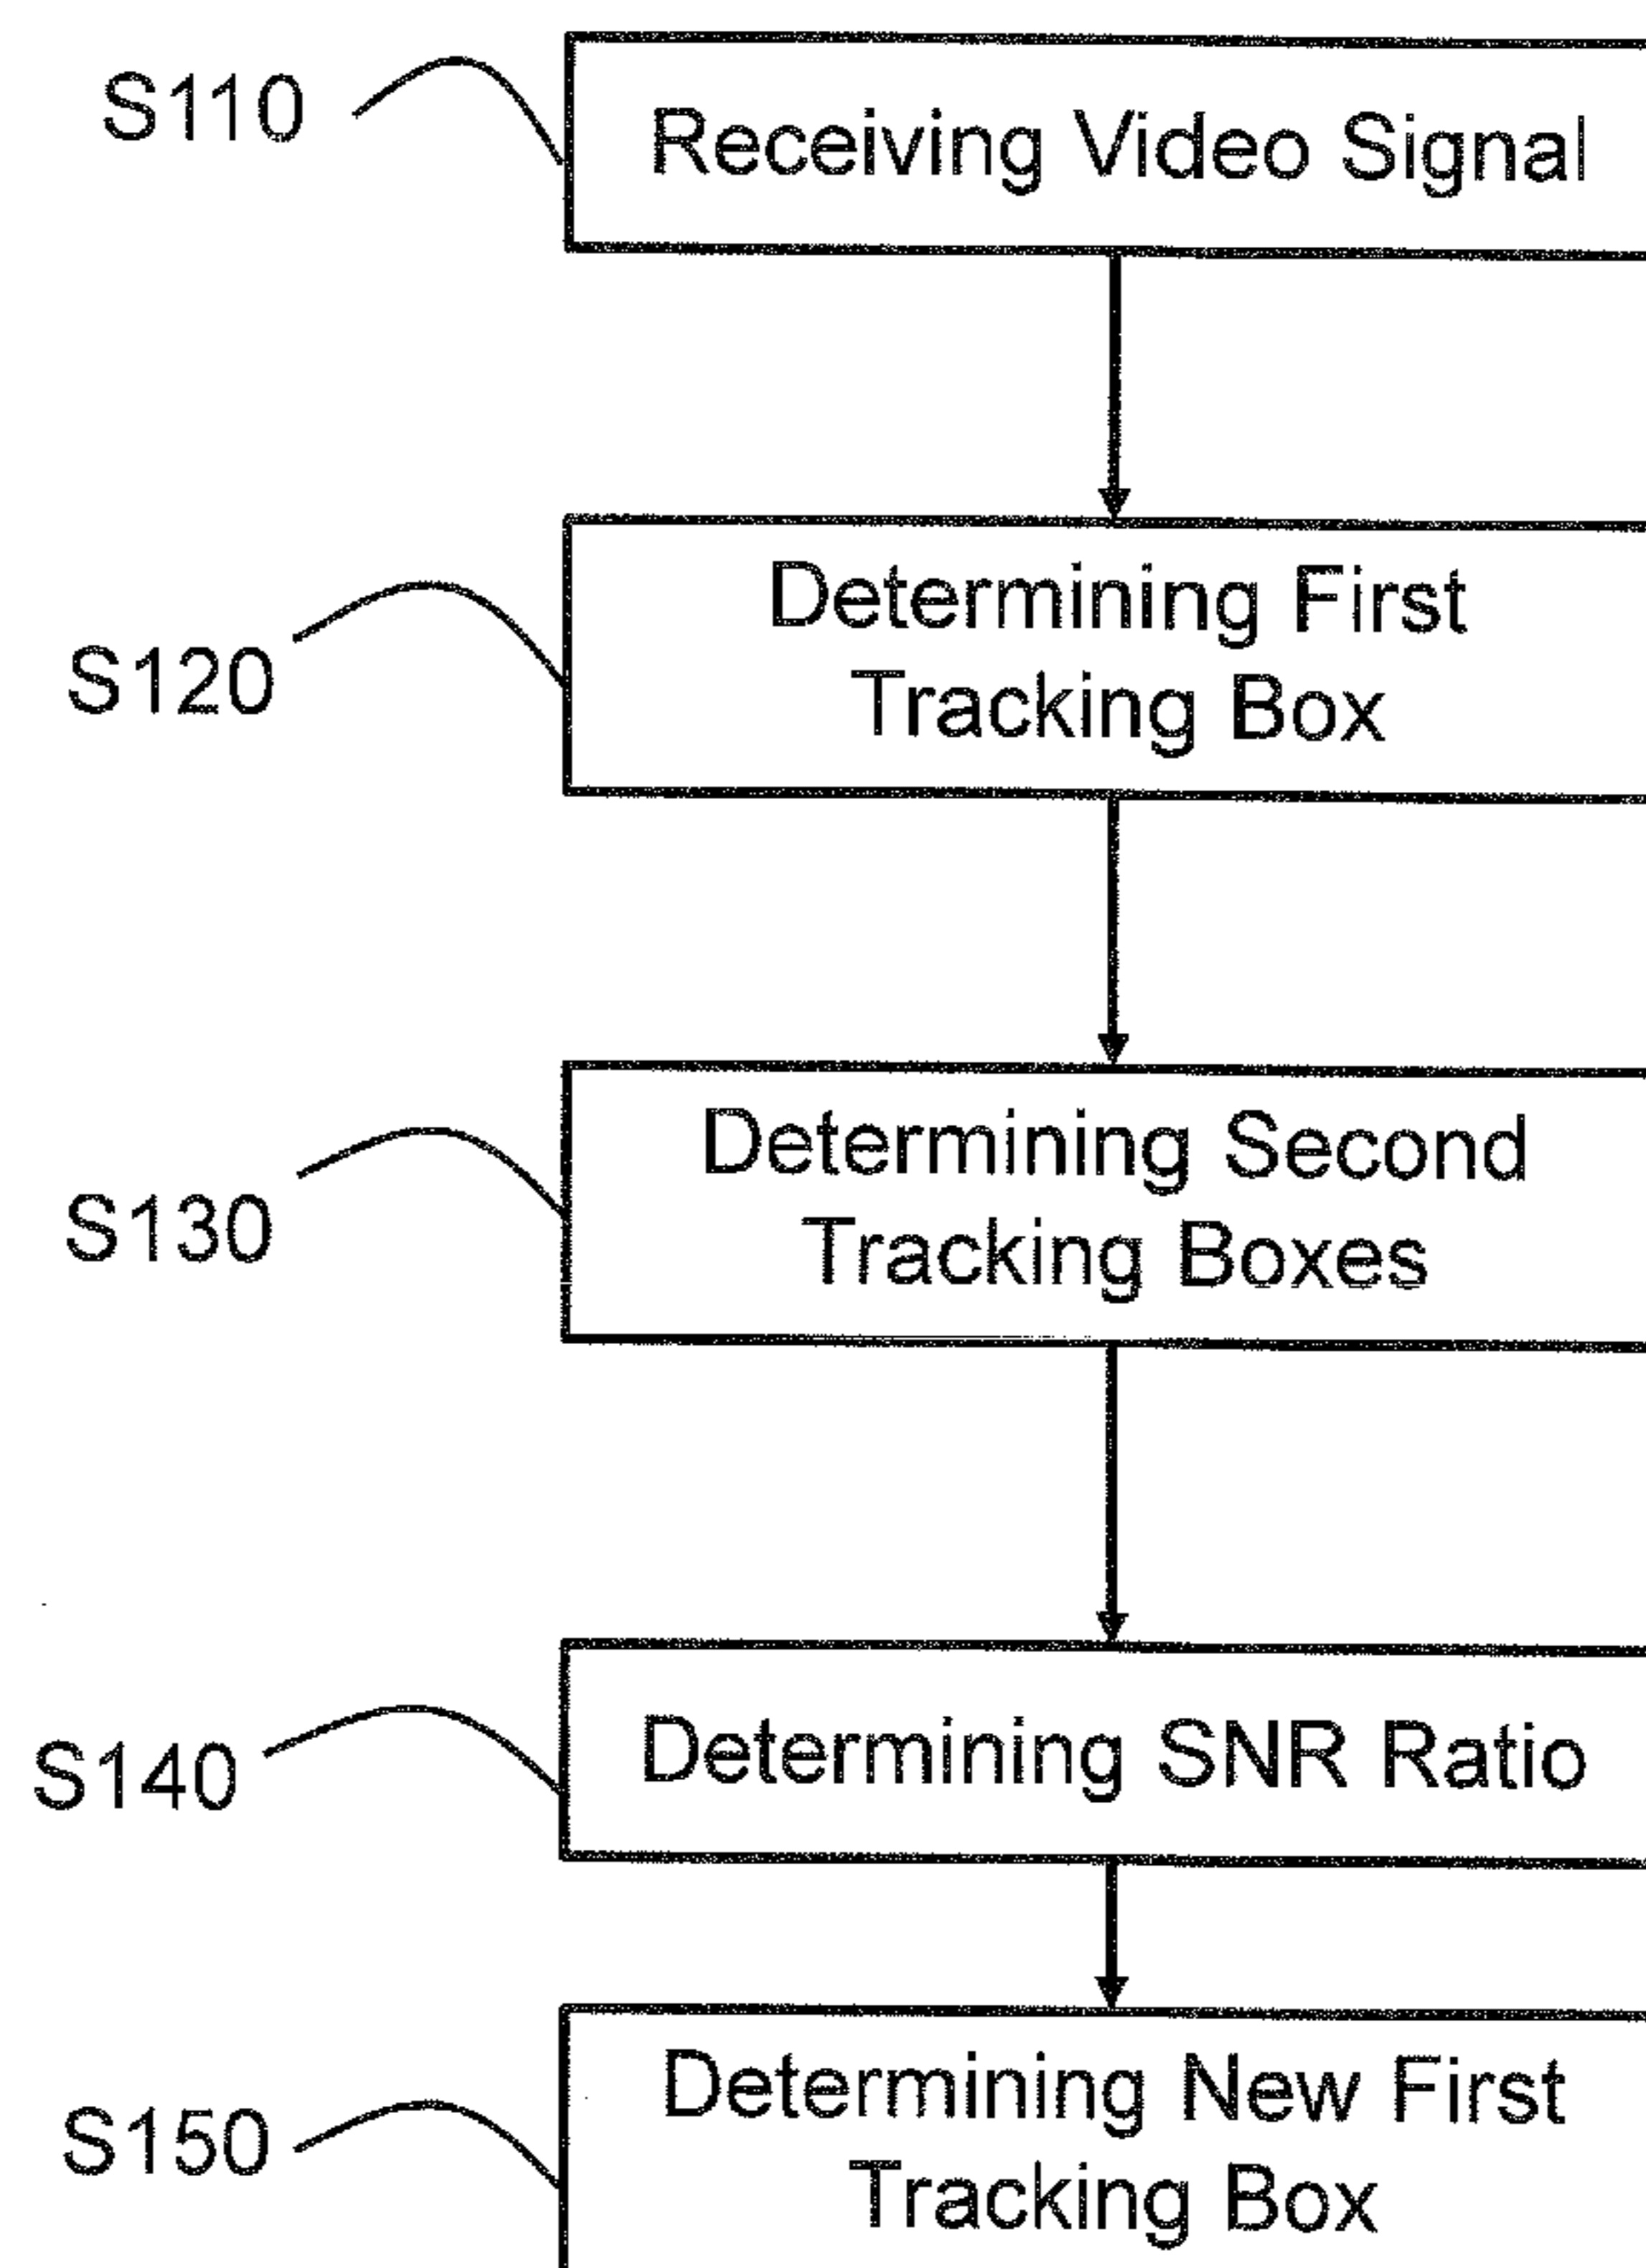 S110
Receiving Video Signal
S120
Determining First
Tracking Box
S130
Determining Second
Tracking Boxes
S140
Determining SNR Ratio
S150
Determining New First
Tracking Box